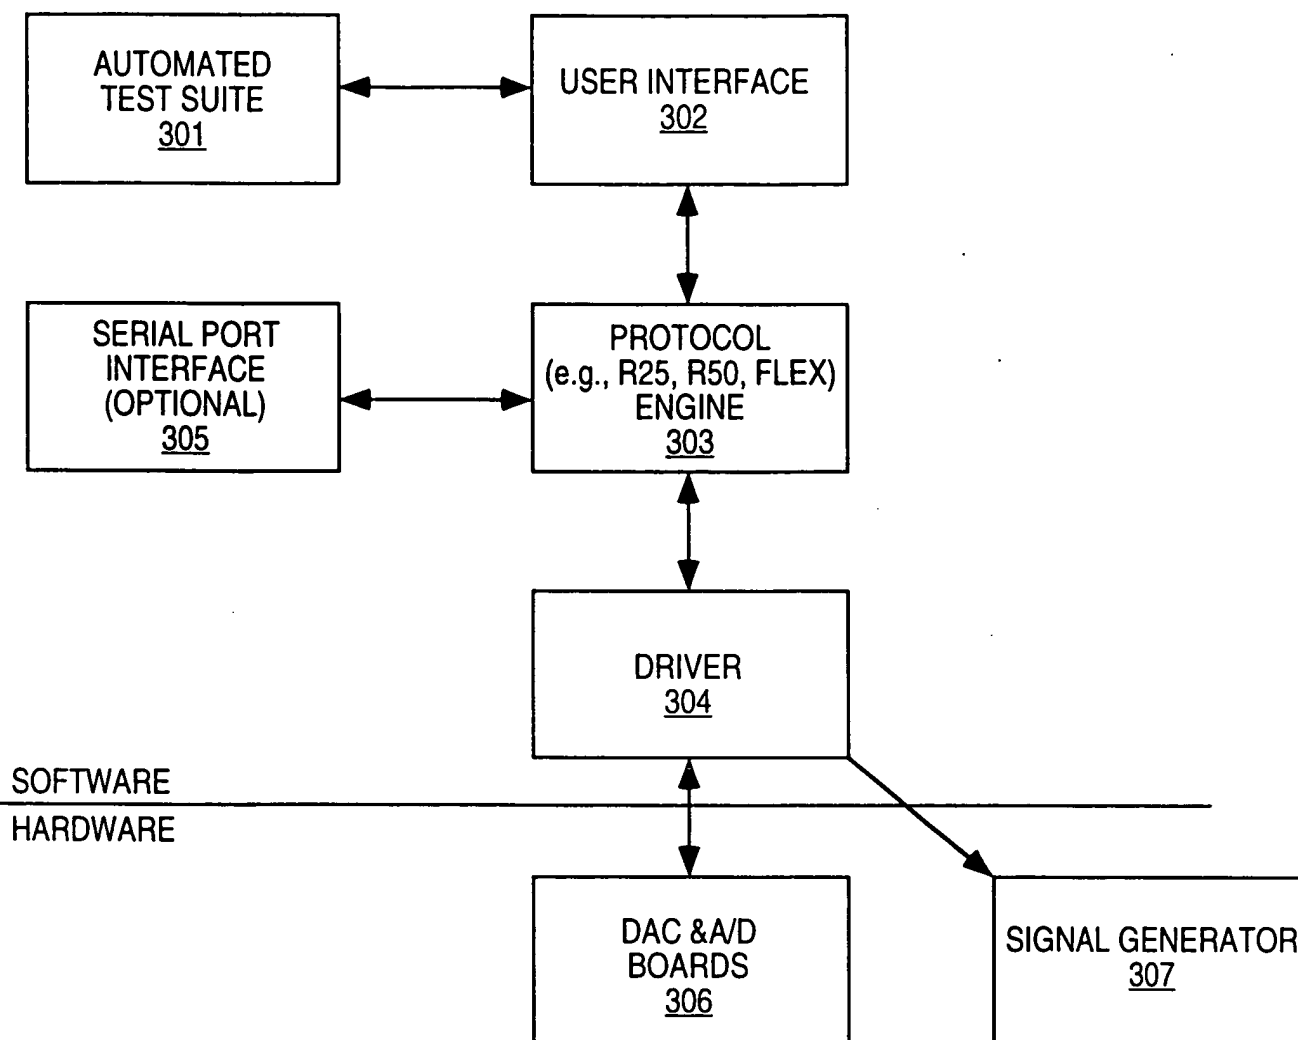 AUTOMATED
TEST SUITE
301
USER INTERFACE
302
SERIAL PORT
INTERFACE
(OPTIONAL)
305
PROTOCOL
(e.g., R25, R50, FLEX)
ENGINE
303
DRIVER
304
SOFTWARE
HARDWARE
DAC &A/D
BOARDS
306
SIGNAL GENERATOR
307